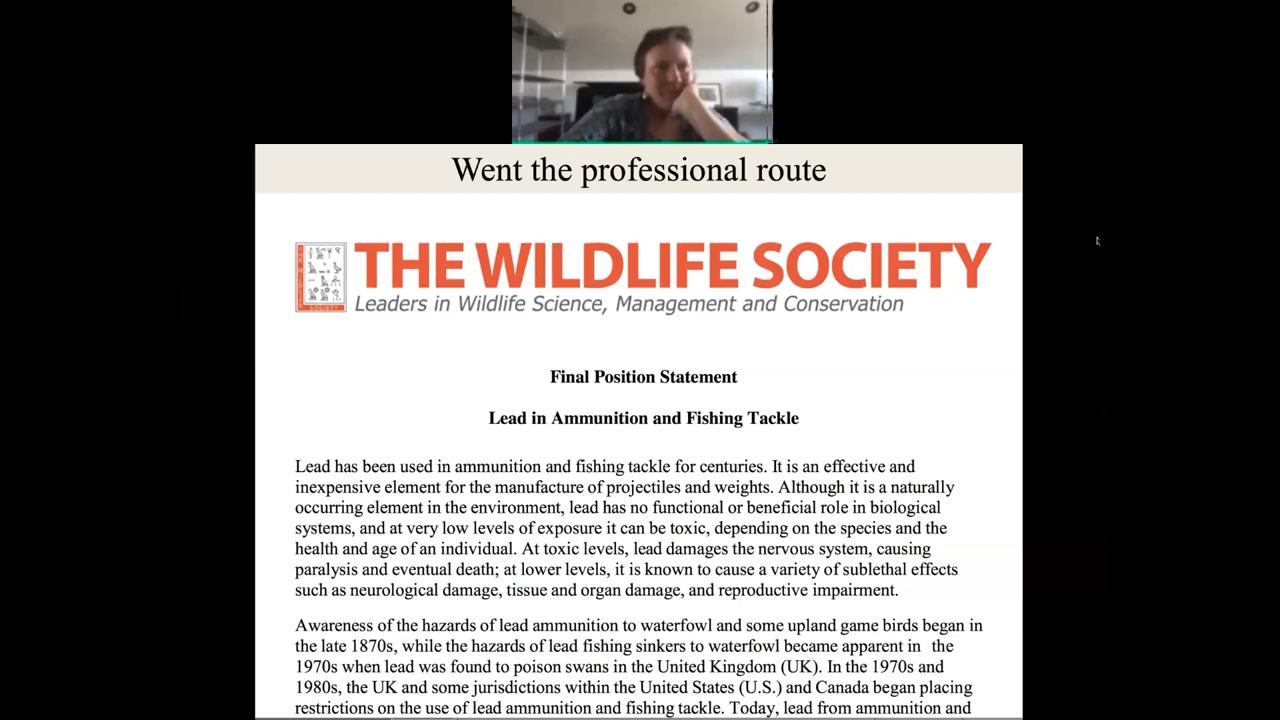 Went the professional route
THE WILDLIFE SOCIETY
Leaders in Wildlife Science, Management and Conservation
Final Position Statement
Lead in Ammunition and Fishing Tackle
Lead has been used in ammunition and fishing tackle for centuries. It is an effective and
inexpensive element for the manufacture of projectiles and weights. Although it is a naturally
occurring element in the environment, lead has no functional or beneficial role in biological
systems, and at very low levels of exposure it can be toxic, depending on the species and the
health and age of an individual. At toxic levels, lead damages the nervous system, causing
paralysis and eventual death; at lower levels, it is known to cause a variety of sublethal effects
such as neurological damage, tissue and organ damage, and reproductive impairment.
Awareness of the hazards of lead ammunition to waterfowl and some upland game birds began in
the late 1870s, while the hazards of lead fishing sinkers to waterfowl became apparent in the
1970s when lead was found to poison swans in the United Kingdom (UK). In the 1970s and
1980s, the UK and some jurisdictions within the United States (U.S.) and Canada began placing
restrictions on the use of lead ammunition and fishing tackle. Today, lead from ammunition and